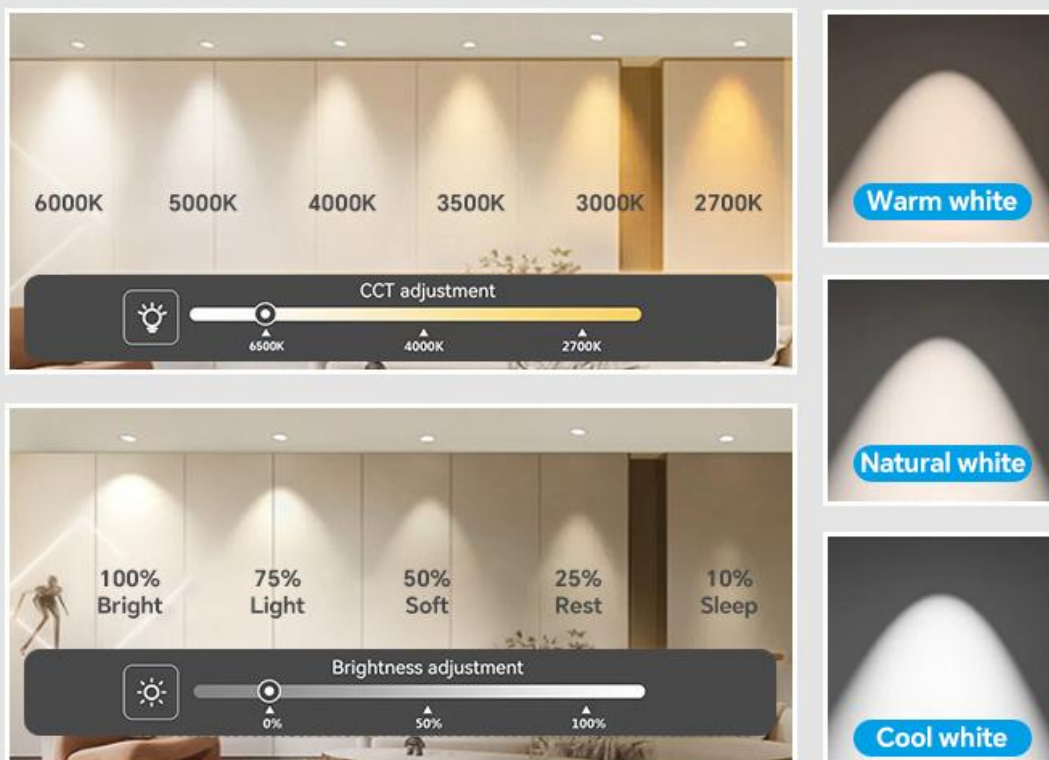 6000K
5000K
4000K
3500K
3000K
2700K
CCT adjustment
6500K
4000K
2700K
Warm white
Natural white
100%
Bright
75%
Light
50%
Soft
25%
Rest
10%
Sleep
Brightness adjustment
0%
50%
100%
Cool white